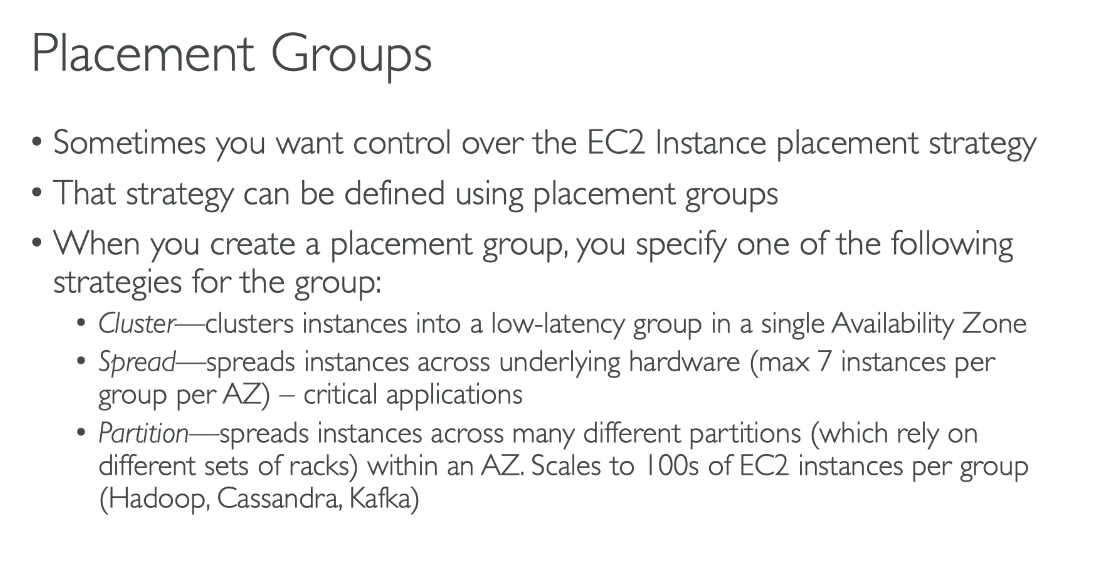 Placement Groups
• Sometimes you want control over the EC2 Instance placement strategy
• That strategy can be defined using placement groups
• When you create a placement group, you specify one of the following
strategies for the group:
• Cluster—clusters instances into a low-latency group in a single Availability Zone
• Spread—spreads instances across underlying hardware (max 7 instances per
group per AZ) – critical applications
• Partition—spreads instances across many different partitions (which rely on
different sets of racks) within an AZ. Scales to 100s of EC2 instances per group
(Hadoop, Cassandra, Kafka)